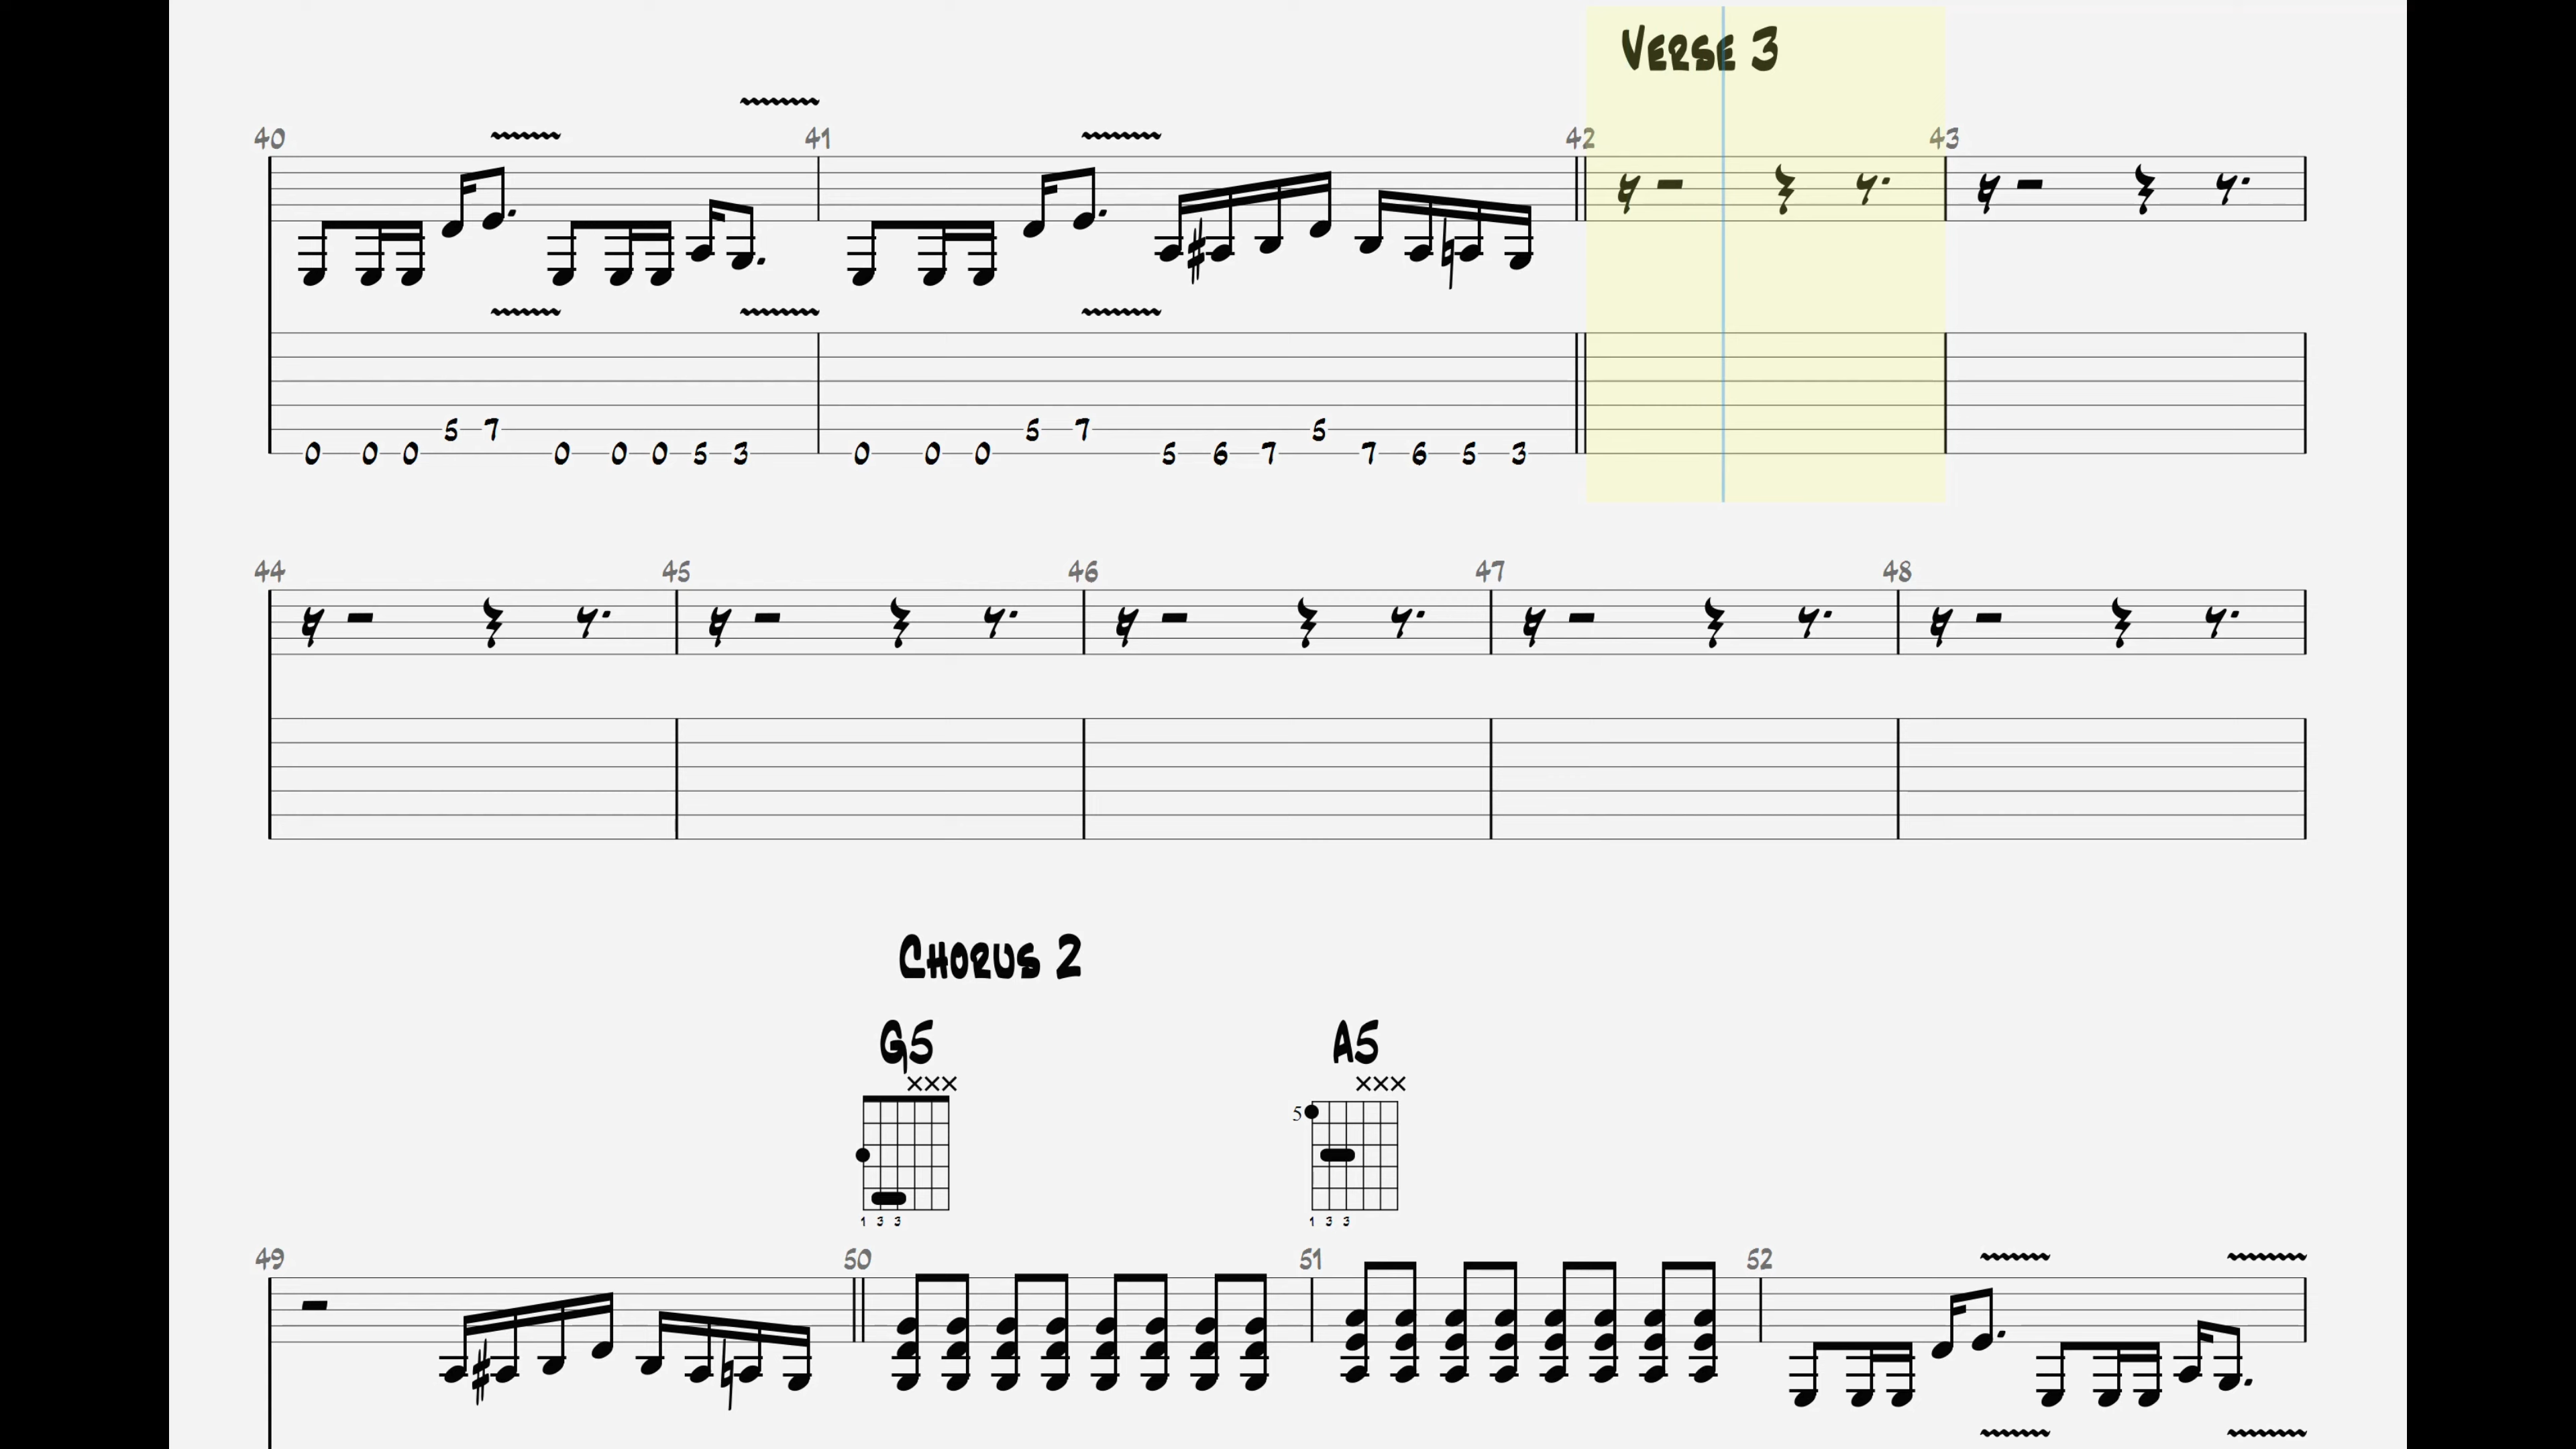 Verse 3
40 41 42 43
5 7 5 7 5
0 0 0 0 0 0 5 3 0 0 0 5 6 7 7 6 5 3
44 45 46 47 48
Chorus 2
G5 A5
××× ×××
5
1 3 3 1 3 3
49 50 51 52